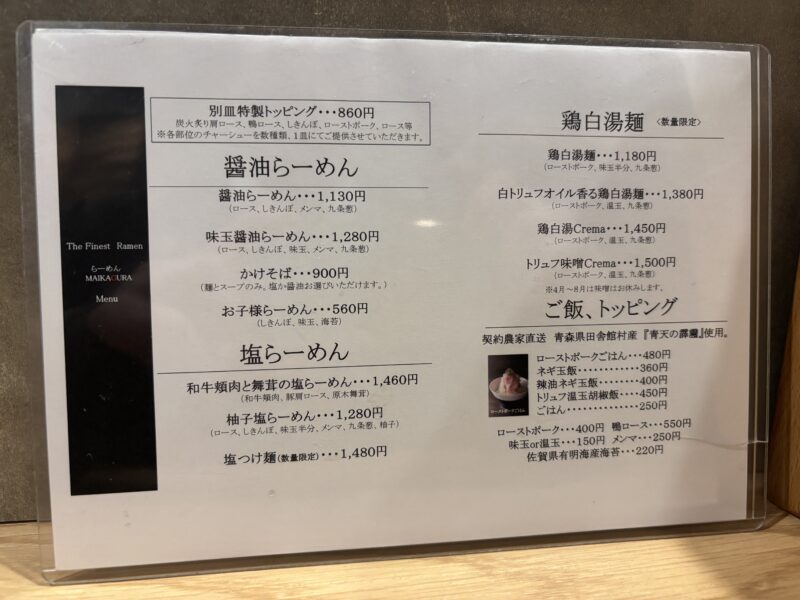 The Finest Ramen
らーめん
MAIKAGURA
Menu
別皿特製トッピング・・・860円
炭火炙り肩ロース、鴨ロース、しきんぼ、ローストポーク、ロース等
※各部位のチャーシューを数種類、1皿にてご提供させていただきます。
醤油らーめん
醤油らーめん・・・1,130円
(ロース、しきんぼ、メンマ、九条葱)
味玉醤油らーめん・・・1,280円
(ロース、しきんぼ、味玉、メンマ、九条葱)
かけそば・・・900円
(麺とスープのみ。塩か醤油お選びいただけます。)
お子様らーめん・・・560円
(しきんぼ、味玉、海苔)
塩らーめん
和牛頬肉と舞茸の塩らーめん・・・1,460円
(和牛頬肉、豚肩ロース、原木舞茸)
柚子塩らーめん・・・1,280円
(ロース、しきんぼ、味玉半分、メンマ、九条葱、柚子)
塩つけ麺(数量限定)・・・1,480円
鶏白湯麺 〈数量限定〉
鶏白湯麺・・・1,180円
(ローストポーク、味玉半分、九条葱)
白トリュフオイル香る鶏白湯麺・・・1,380円
(ローストポーク、温玉、九条葱)
鶏白湯Crema・・・1,450円
(ローストポーク、温玉、九条葱)
トリュフ味噌Crema・・・1,500円
(ローストポーク、温玉、九条葱)
※4月～8月は味噌はお休みします。
ご飯、トッピング
契約農家直送 青森県田舎館村産 『青天の霹靂』使用。
ローストポークごはん
ローストポークごはん・・・480円
ネギ玉飯・・・・・・・・・・・・360円
辣油ネギ玉飯・・・・・・・400円
トリュフ温玉胡椒飯・・・450円
ごはん・・・・・・・・・・・・・・250円
ローストポーク・・・400円 鴨ロース・・・550円
味玉or温玉・・・150円 メンマ・・・250円
佐賀県有明海産海苔・・・220円